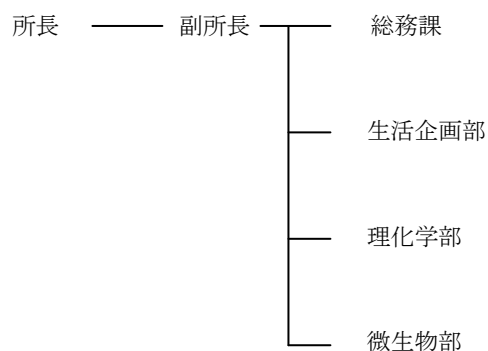 所長 副所長 総務課
生活企画部
理化学部
微生物部